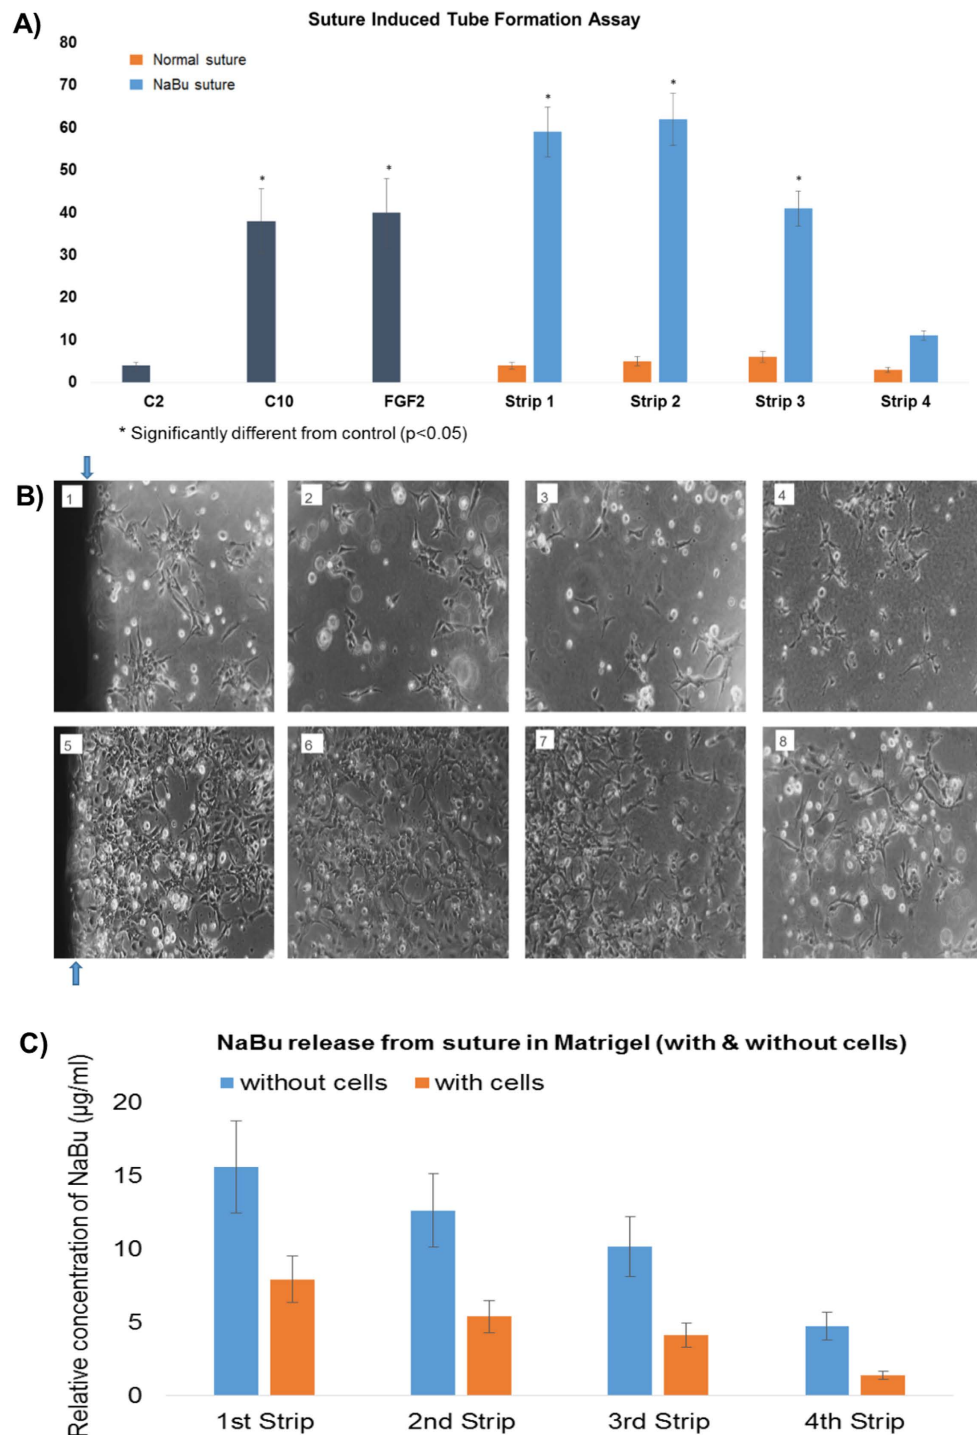 A)
Suture Induced Tube Formation Assay
80
70
60
50
40
30
20
10
0
Normal suture
NaBu suture
*
*
*
*
*
C2
C10
FGF2
Strip 1
Strip 2
Strip 3
Strip 4
* Significantly different from control (p<0.05)
B)
1
2
3
4
5
6
7
8
C)
NaBu release from suture in Matrigel (with & without cells)
without cells
with cells
Relative concentration of NaBu (µg/ml)
20
15
10
5
0
1st Strip
2nd Strip
3rd Strip
4th Strip